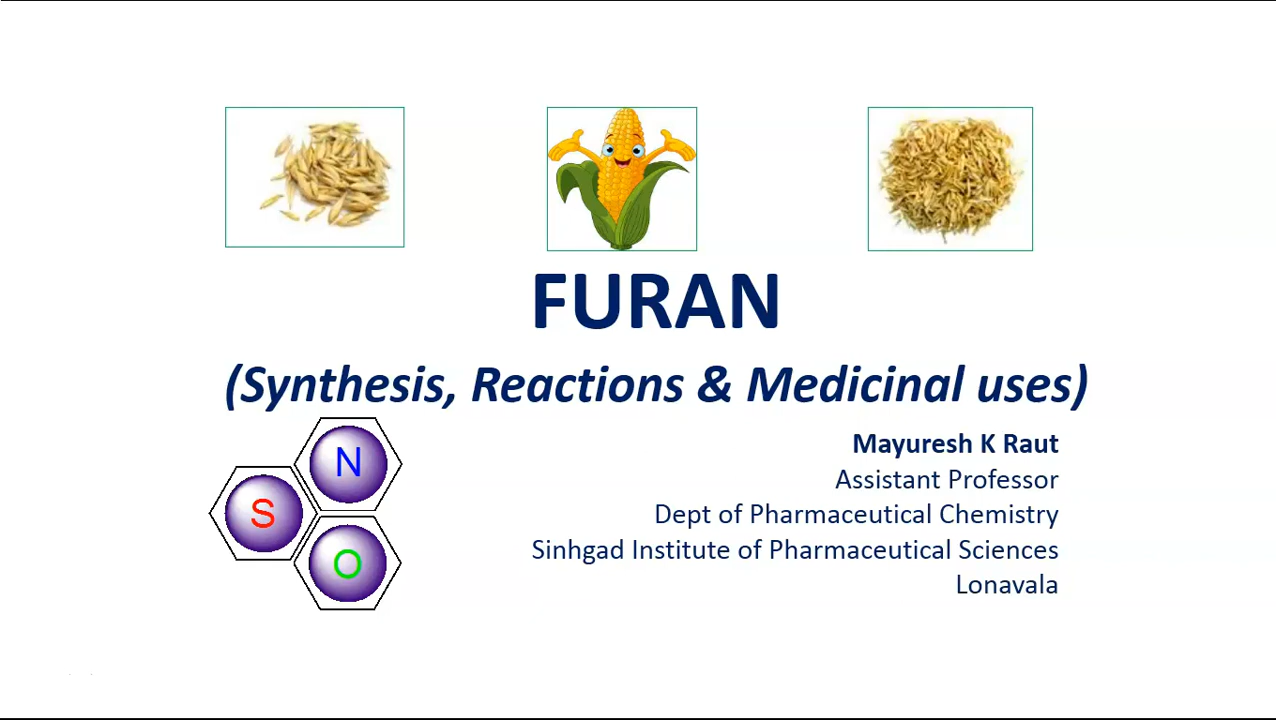 FURAN
(Synthesis, Reactions & Medicinal uses)
N
S
O
Mayuresh K Raut
Assistant Professor
Dept of Pharmaceutical Chemistry
Sinhgad Institute of Pharmaceutical Sciences
Lonavala